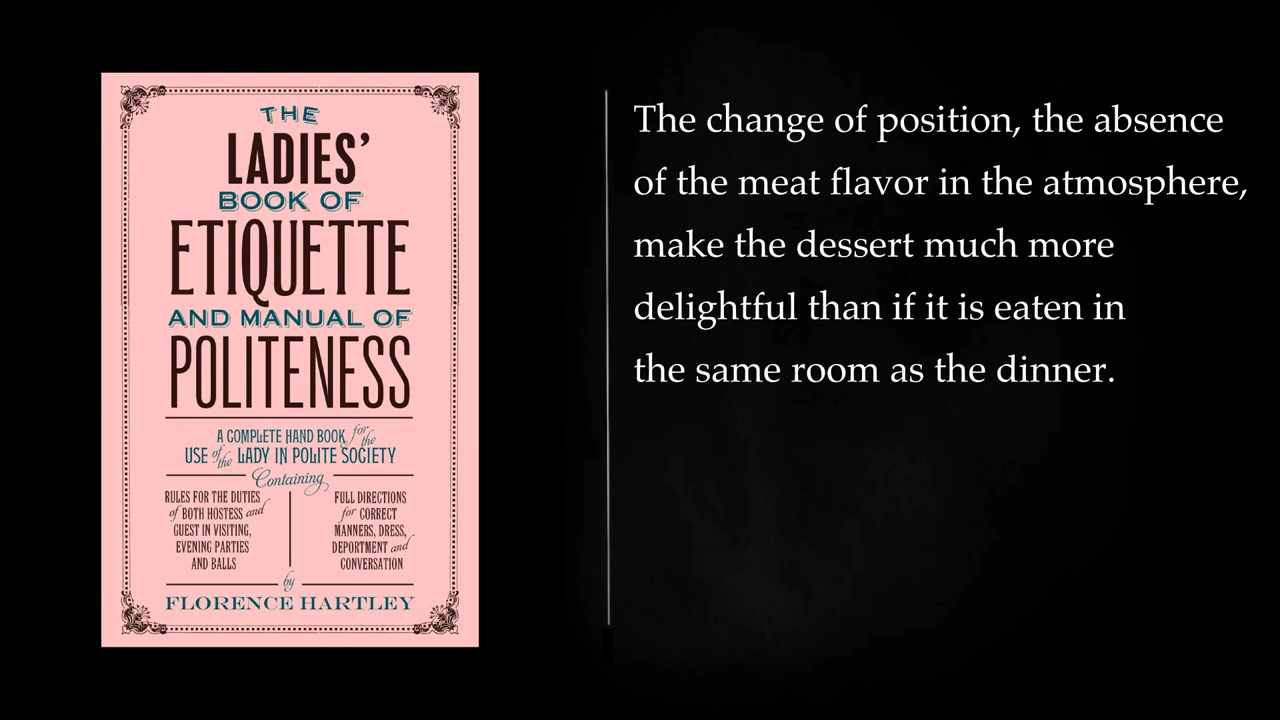 THE
LADIES'
BOOK OF
ETIQUETTE
AND MANUAL OF
POLITENESS
A COMPLETE HAND BOOK for the
USE of the LADY IN POLITE SOCIETY
Containing
RULES FOR THE DUTIES
of BOTH HOSTESS and
GUEST IN VISITING,
EVENING PARTIES
AND BALLS
FULL DIRECTIONS
for CORRECT
MANNERS, DRESS,
DEPORTMENT and
CONVERSATION
by
FLORENCE HARTLEY
The change of position, the absence
of the meat flavor in the atmosphere,
make the dessert much more
delightful than if it is eaten in
the same room as the dinner.